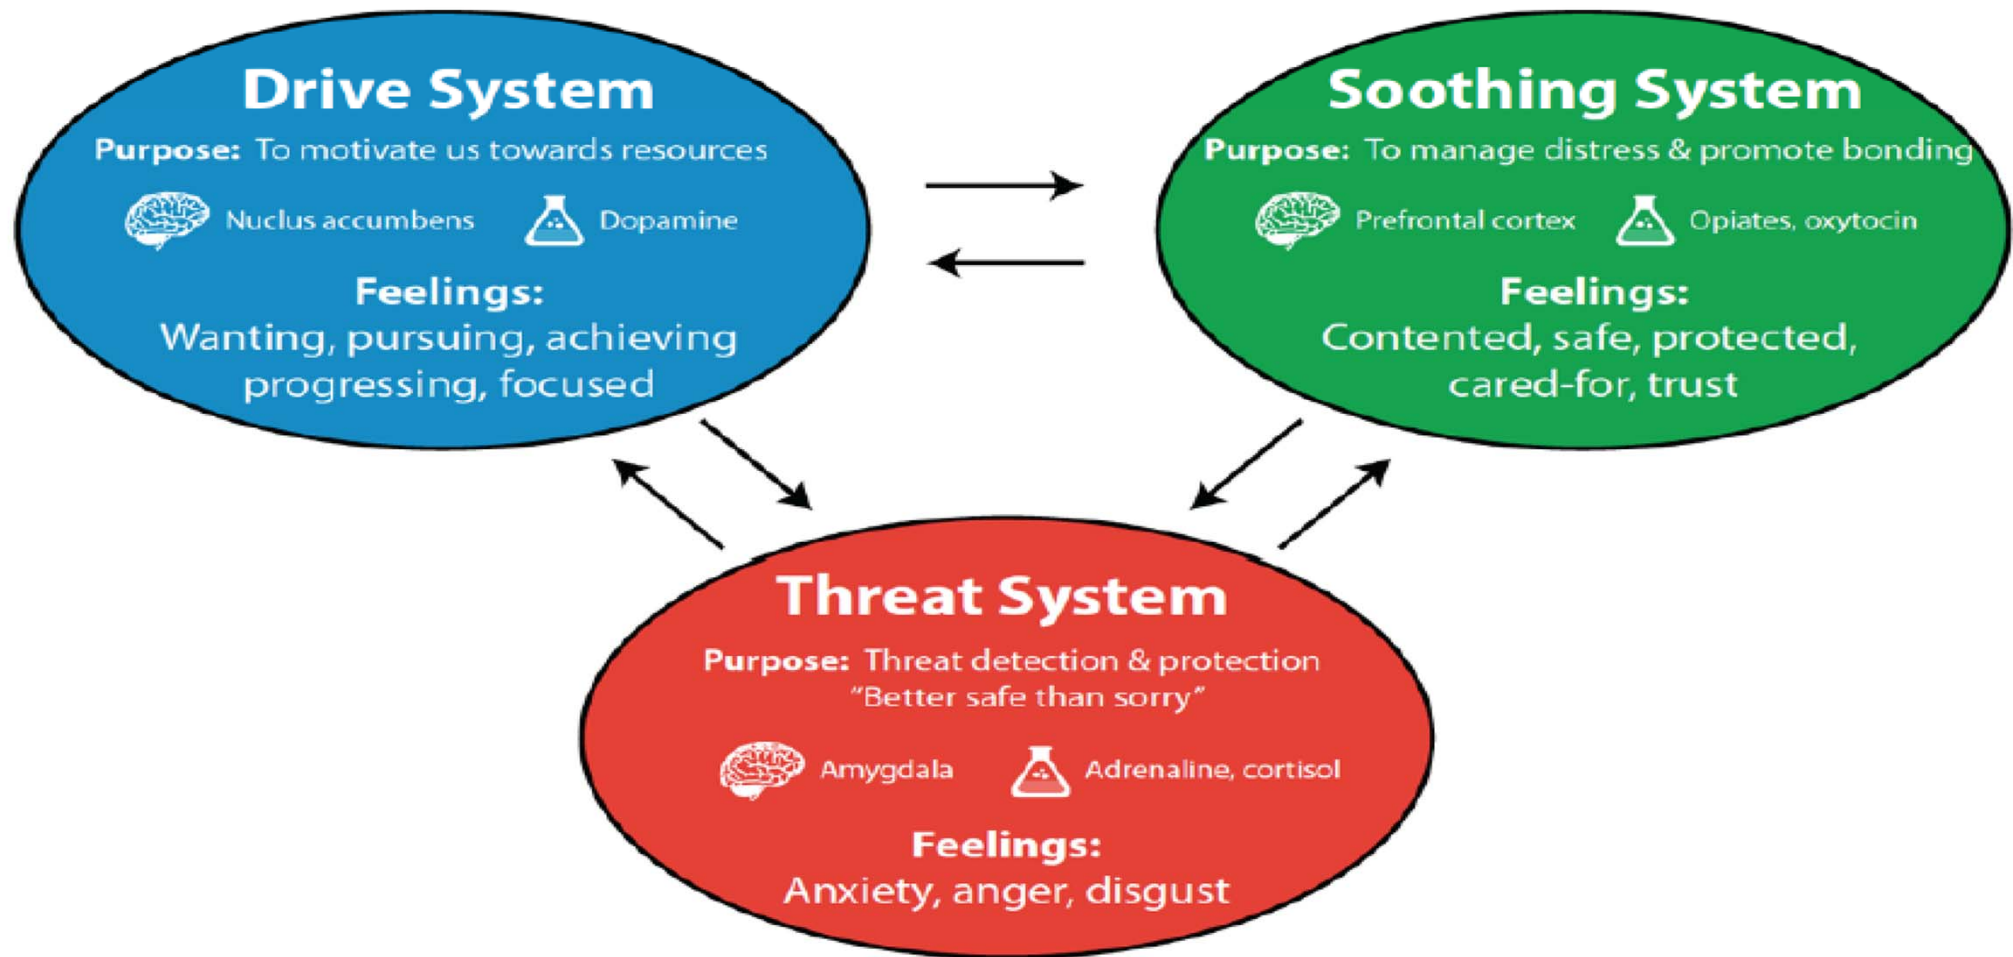 Drive System
Purpose: To motivate us towards resources
Nuclus accumbens
Dopamine
Feelings:
Wanting, pursuing, achieving
progressing, focused
Soothing System
Purpose: To manage distress & promote bonding
Prefrontal cortex
Opiates, oxytocin
Feelings:
Contented, safe, protected,
cared-for, trust
Threat System
Purpose: Threat detection & protection
“Better safe than sorry”
Amygdala
Adrenaline, cortisol
Feelings:
Anxiety, anger, disgust